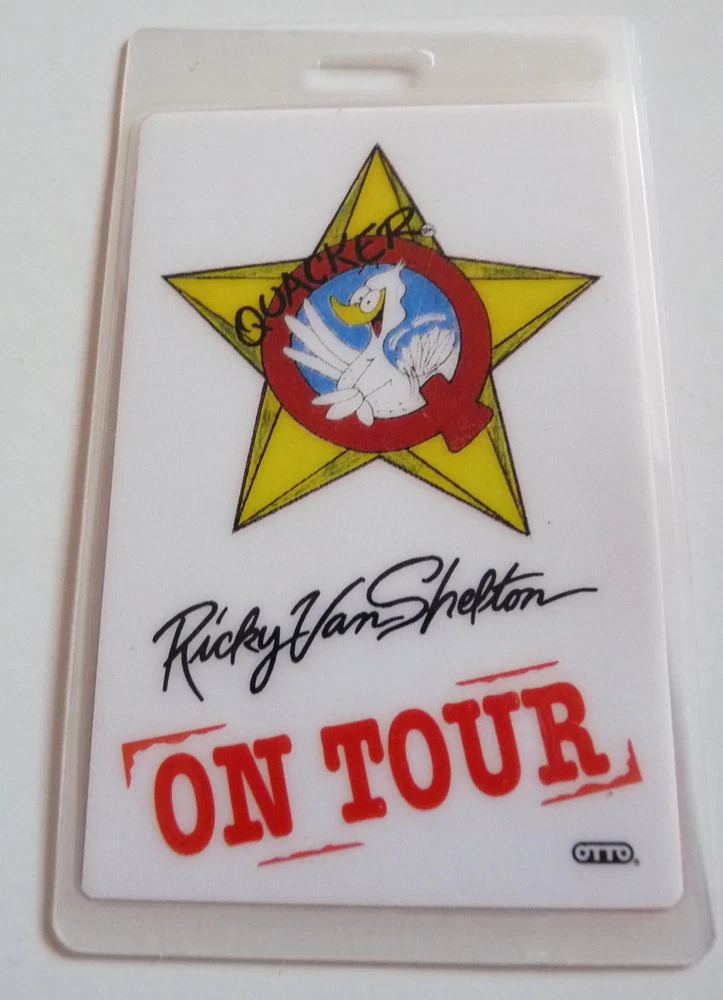 QUACKER
Q
Ricky Van Shelton
ON TOUR
OTTO®